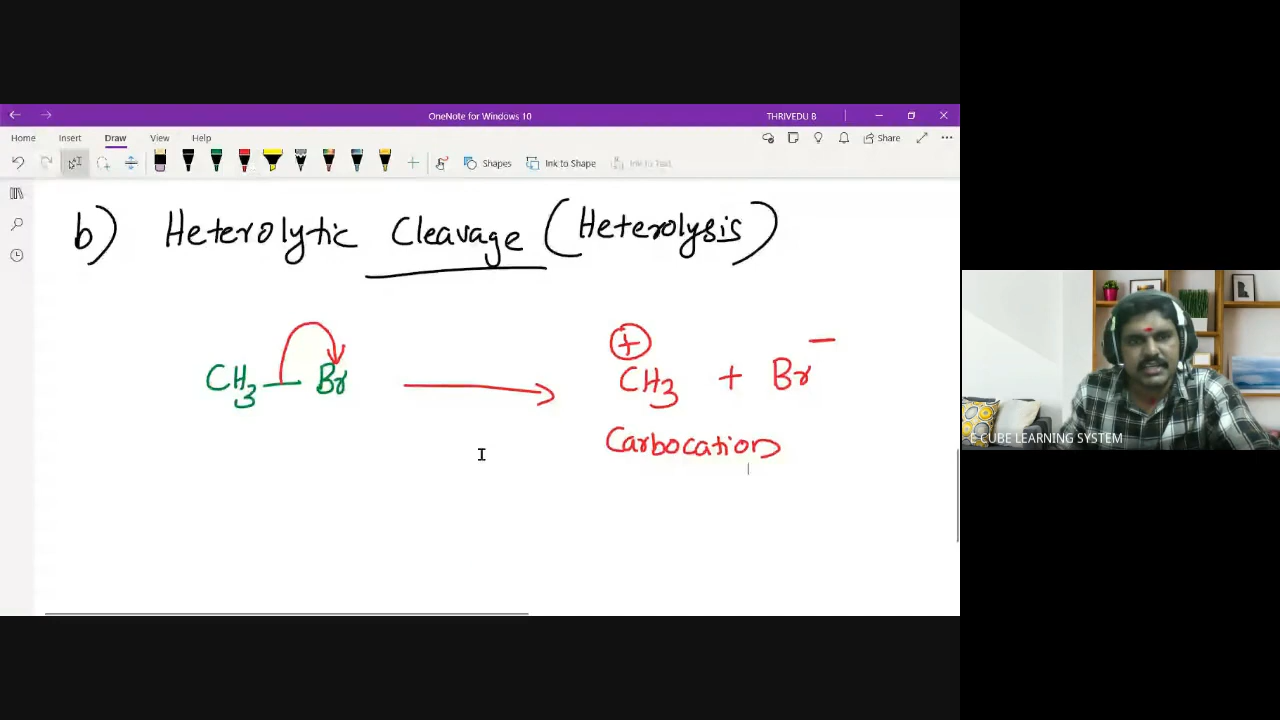 OneNote for Windows 10
THRIVEDU B
Home Insert Draw View Help
Share
Shapes Ink to Shape Ink to Text
b) Heterolytic Cleavage (Heterolysis)
CH3 — Br ⟶ ⊕CH3 + Br⁻
Carbocation
E CUBE LEARNING SYSTEM